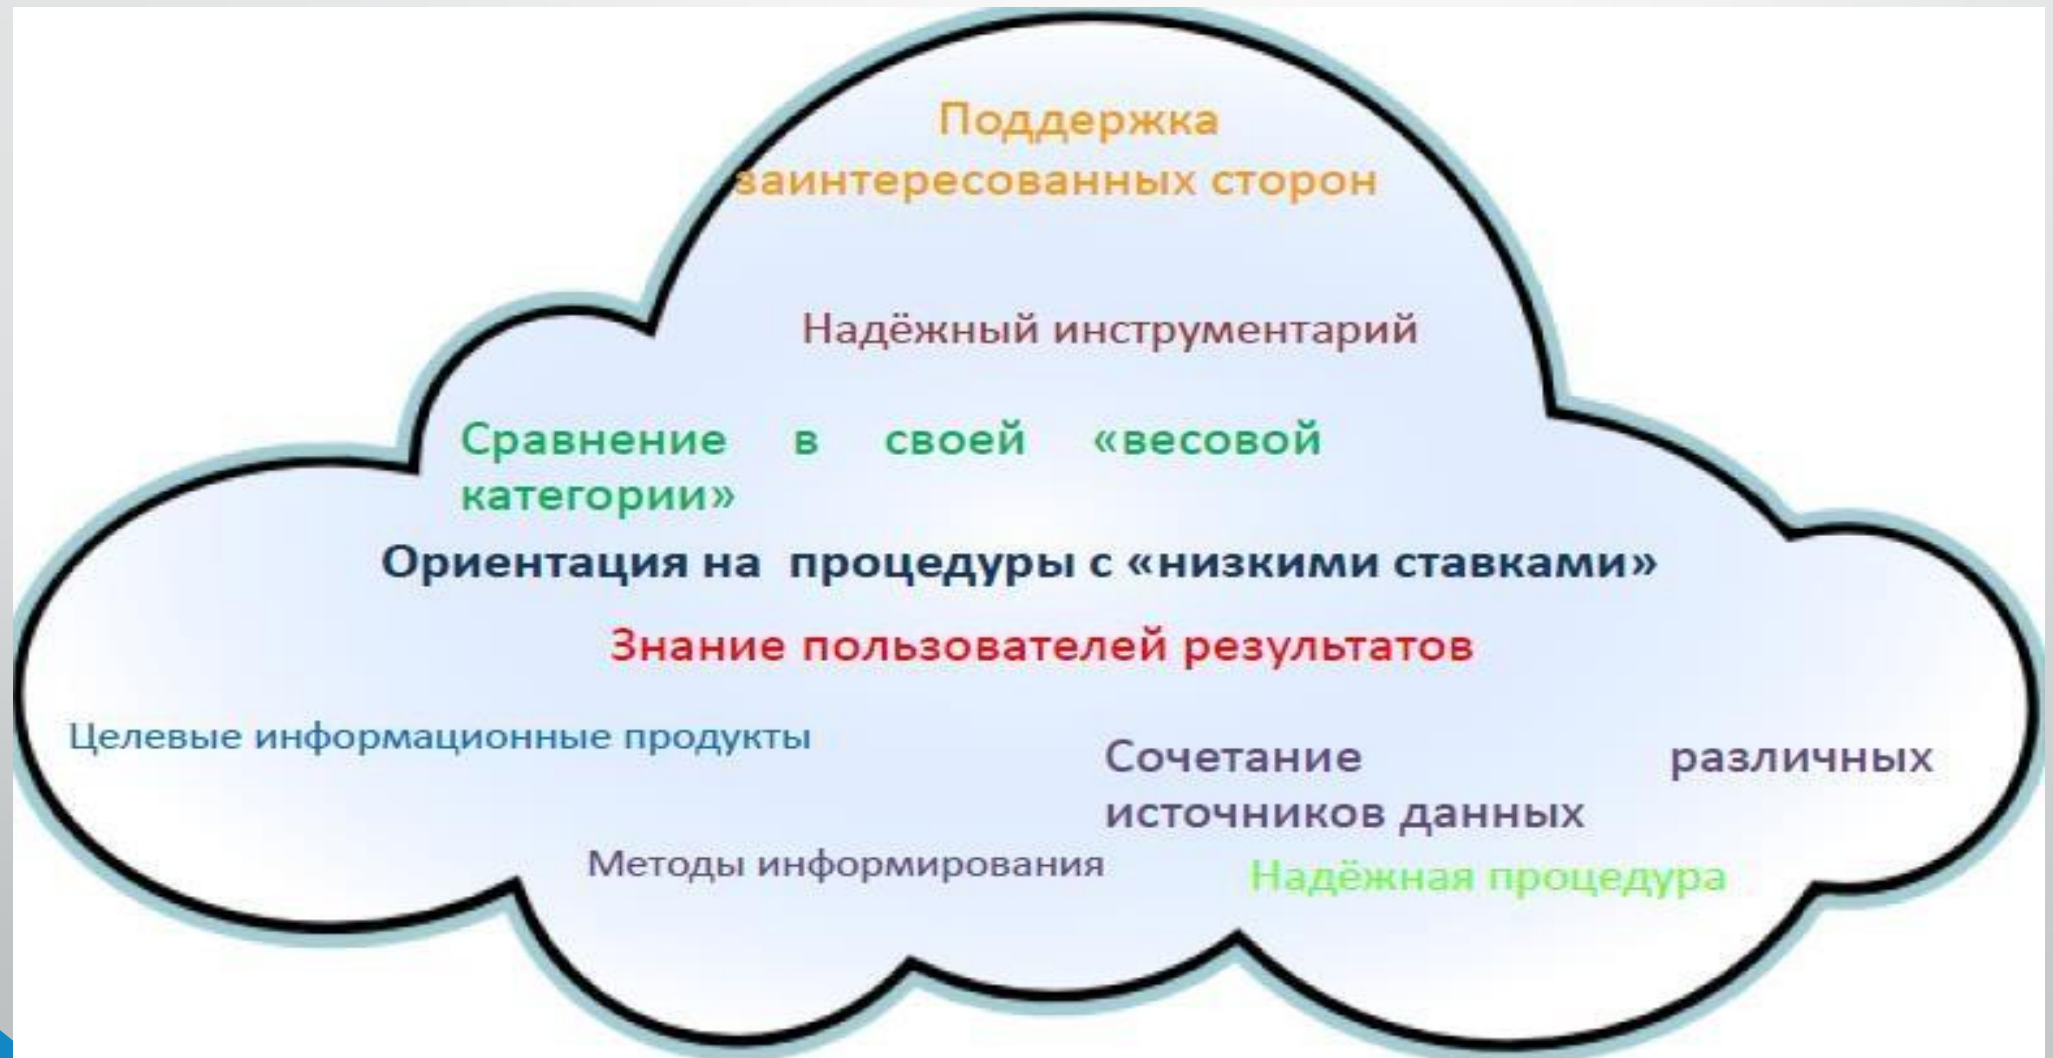 Поддержка
заинтересованных сторон
Надёжный инструментарий
Сравнение в своей «весовой
категории»
Ориентация на процедуры с «низкими ставками»
Знание пользователей результатов
Целевые информационные продукты
Сочетание различных
источников данных
Методы информирования
Надёжная процедура